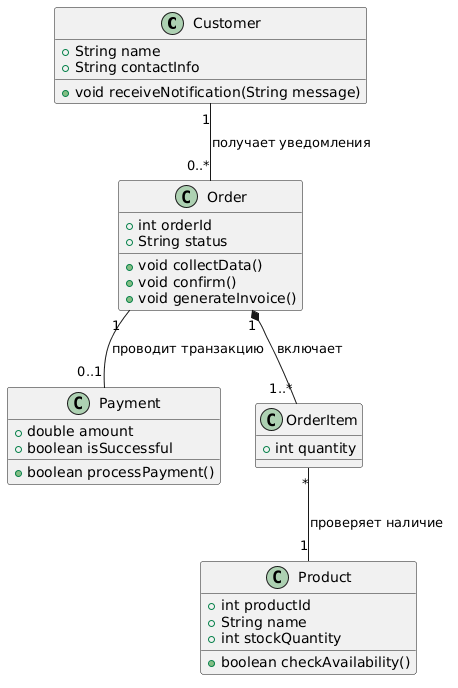 C Customer
String name
String contactInfo
void receiveNotification(String message)
1
получает уведомления
0..*
C Order
int orderId
String status
void collectData()
void confirm()
void generateInvoice()
1
1
проводит транзакцию
включает
0..1
1..*
C Payment
double amount
boolean isSuccessful
boolean processPayment()
C OrderItem
int quantity
*
проверяет наличие
1
C Product
int productId
String name
int stockQuantity
boolean checkAvailability()